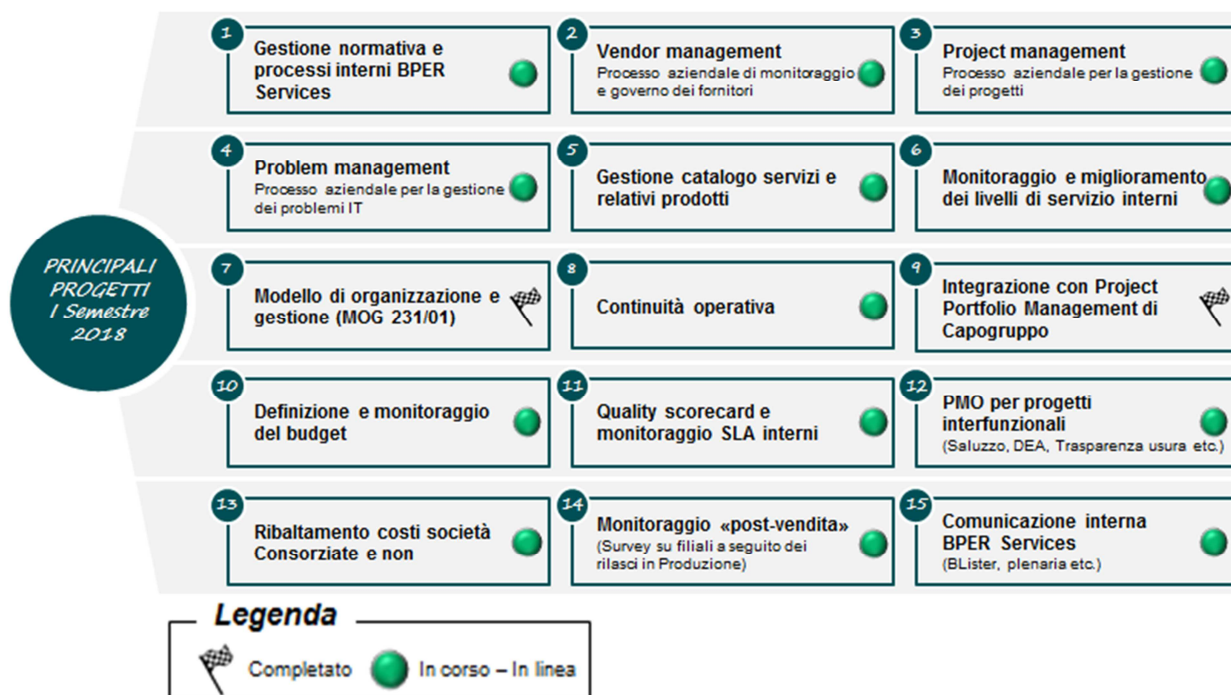 PRINCIPALI
PROGETTI
I Semestre
2018
1
Gestione normativa e
processi interni BPER
Services
2
Vendor management
Processo aziendale di monitoraggio
e governo dei fornitori
3
Project management
Processo aziendale per la gestione
dei progetti
4
Problem management
Processo aziendale per la gestione
dei problemi IT
5
Gestione catalogo servizi e
relativi prodotti
6
Monitoraggio e miglioramento
dei livelli di servizio interni
7
Modello di organizzazione e
gestione (MOG 231/01)
8
Continuità operativa
9
Integrazione con Project
Portfolio Management di
Capogruppo
10
Definizione e monitoraggio
del budget
11
Quality scorecard e
monitoraggio SLA interni
12
PMO per progetti
interfunzionali
(Saluzzo, DEA, Trasparenza usura etc.)
13
Ribaltamento costi società
Consorziate e non
14
Monitoraggio «post-vendita»
(Survey su filiali a seguito dei
rilasci in Produzione)
15
Comunicazione interna
BPER Services
(BLister, plenaria etc.)
Legenda
Completato
In corso – In linea